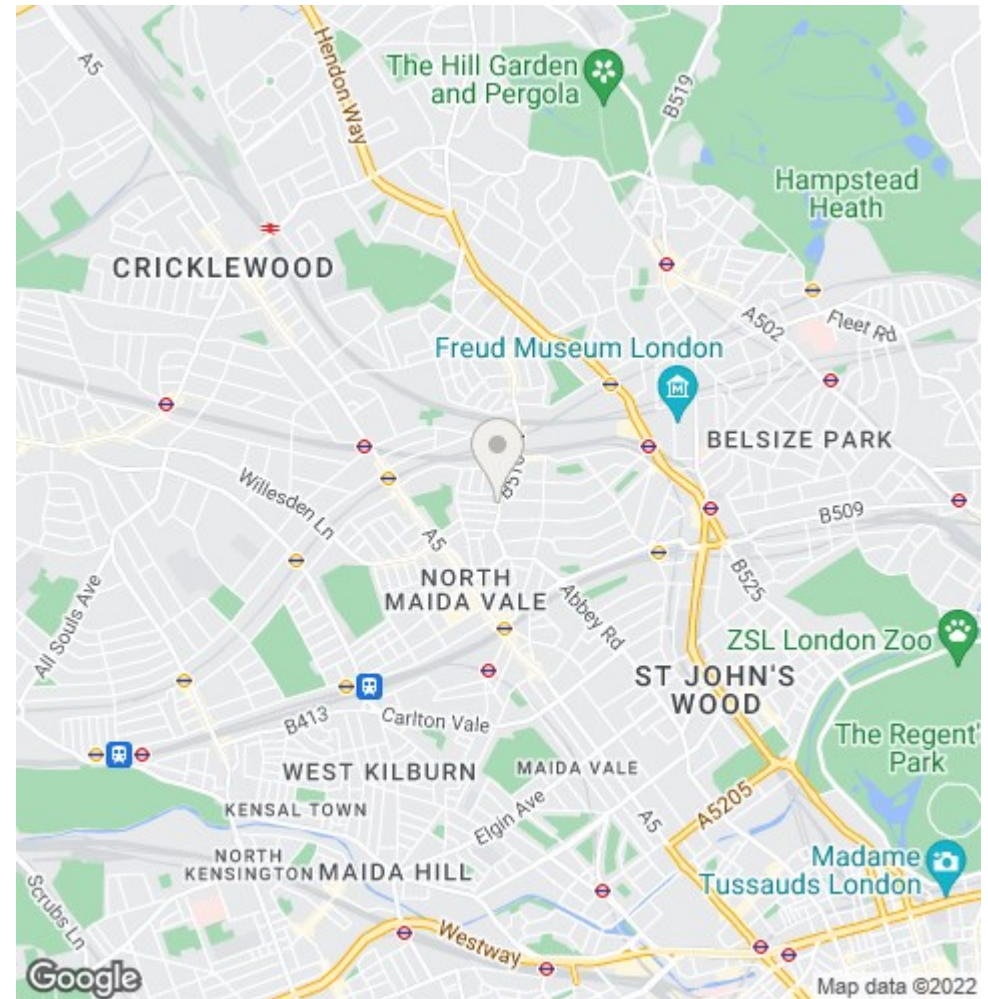 A5
Hendon Way
The Hill Garden
and Pergola
B519
Hampstead
Heath
CRICKLEWOOD
A502
Fleet Rd
Freud Museum London
BELSIZE PARK
Willesden Ln
B510
B509
A5
NORTH
MAIDA VALE
Abbey Rd
B525
All Souls Ave
ZSL London Zoo
ST JOHN'S
WOOD
B413
Carlton Vale
The Regent'
Park
WEST KILBURN
MAIDA VALE
KENSAL TOWN
Elgin Ave
A5
A5205
NORTH
KENSINGTON
MAIDA HILL
Madame
Tussauds London
Scrubs Ln
Westway
Google
Map data ©2022